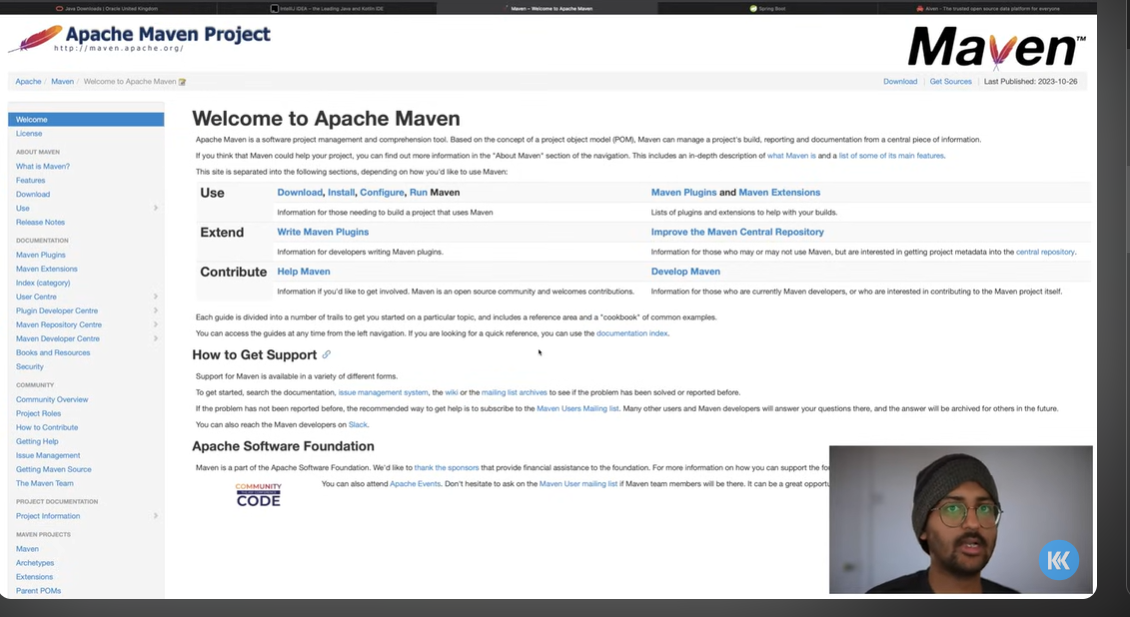 Java Downloads | Oracle United Kingdom
IntelliJ IDEA – the Leading Java and Kotlin IDE
Maven – Welcome to Apache Maven
Spring Boot
Aiven - The trusted open source data platform for everyone
Apache Maven Project
http://maven.apache.org/
Maven™
Apache / Maven / Welcome to Apache Maven
Download | Get Sources | Last Published: 2023-10-26
Welcome
License
ABOUT MAVEN
What is Maven?
Features
Download
Use
Release Notes
DOCUMENTATION
Maven Plugins
Maven Extensions
Index (category)
User Centre
Plugin Developer Centre
Maven Repository Centre
Maven Developer Centre
Books and Resources
Security
COMMUNITY
Community Overview
Project Roles
How to Contribute
Getting Help
Issue Management
Getting Maven Source
The Maven Team
PROJECT DOCUMENTATION
Project Information
MAVEN PROJECTS
Maven
Archetypes
Extensions
Parent POMs
Welcome to Apache Maven
Apache Maven is a software project management and comprehension tool. Based on the concept of a project object model (POM), Maven can manage a project's build, reporting and documentation from a central piece of information.
If you think that Maven could help your project, you can find out more information in the "About Maven" section of the navigation. This includes an in-depth description of what Maven is and a list of some of its main features.
This site is separated into the following sections, depending on how you'd like to use Maven:
Use
Download, Install, Configure, Run Maven
Maven Plugins and Maven Extensions
Information for those needing to build a project that uses Maven
Lists of plugins and extensions to help with your builds.
Extend
Write Maven Plugins
Improve the Maven Central Repository
Information for developers writing Maven plugins.
Information for those who may or may not use Maven, but are interested in getting project metadata into the central repository.
Contribute
Help Maven
Develop Maven
Information if you'd like to get involved. Maven is an open source community and welcomes contributions.
Information for those who are currently Maven developers, or who are interested in contributing to the Maven project itself.
Each guide is divided into a number of trails to get you started on a particular topic, and includes a reference area and a "cookbook" of common examples.
You can access the guides at any time from the left navigation. If you are looking for a quick reference, you can use the documentation index.
How to Get Support
Support for Maven is available in a variety of different forms.
To get started, search the documentation, issue management system, the wiki or the mailing list archives to see if the problem has been solved or reported before.
If the problem has not been reported before, the recommended way to get help is to subscribe to the Maven Users Mailing list. Many other users and Maven developers will answer your questions there, and the answer will be archived for others in the future.
You can also reach the Maven developers on Slack.
Apache Software Foundation
Maven is a part of the Apache Software Foundation. We'd like to thank the sponsors that provide financial assistance to the foundation. For more information on how you can support the
COMMUNITY
CODE
You can also attend Apache Events. Don't hesitate to ask on the Maven User mailing list if Maven team members will be there. It can be a great